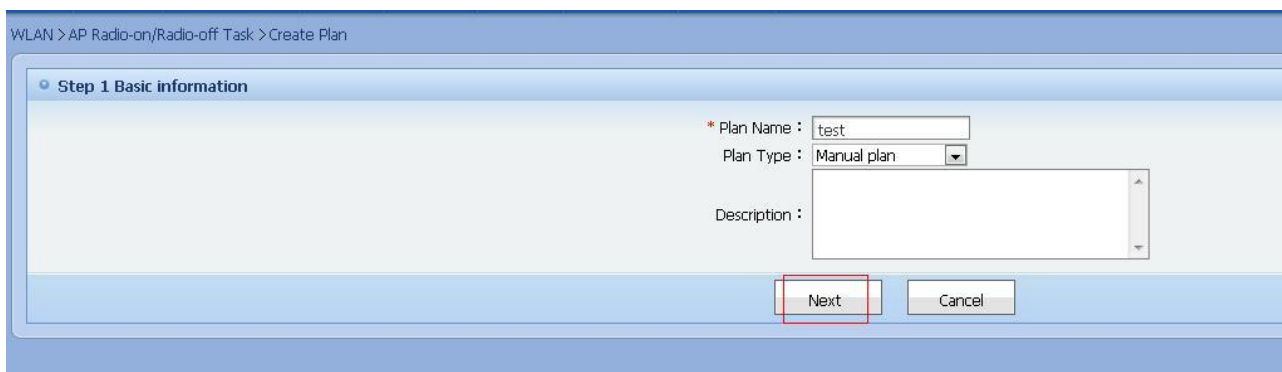 WLAN > AP Radio-on/Radio-off Task > Create Plan
Step 1 Basic information
* Plan Name : test
Plan Type : Manual plan
Description :
Next Cancel